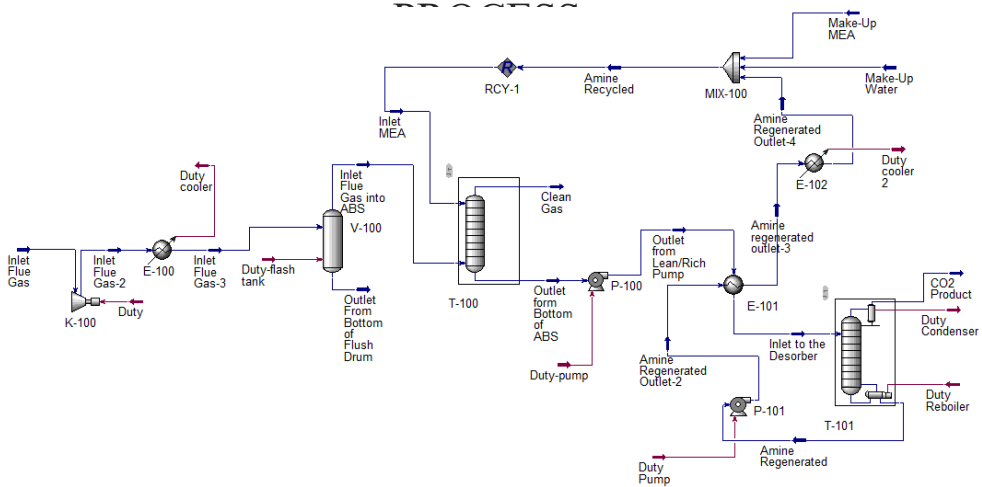 PROCESS
Make-Up
MEA
R
RCY-1
Amine
Recycled
MIX-100
Make-Up
Water
Inlet
MEA
Amine
Regenerated
Outlet-4
Duty
cooler
Inlet
Flue
Gas into
ABS
Clean
Gas
E-102
Duty
cooler
2
V-100
Inlet
Flue
Gas
Inlet
Flue
Gas-2
E-100
Inlet
Flue
Gas-3
Duty-flash
tank
K-100
Duty
Outlet
From
Bottom
of
Flush
Drum
T-100
Outlet
form
Bottom
of
ABS
P-100
Outlet
from
Lean/Rich
Pump
Amine
regenerated
outlet-3
E-101
CO2
Product
Duty
Condenser
Inlet to the
Desorber
Duty-pump
Amine
Regenerated
Outlet-2
Duty
Reboiler
P-101
T-101
Amine
Regenerated
Duty
Pump